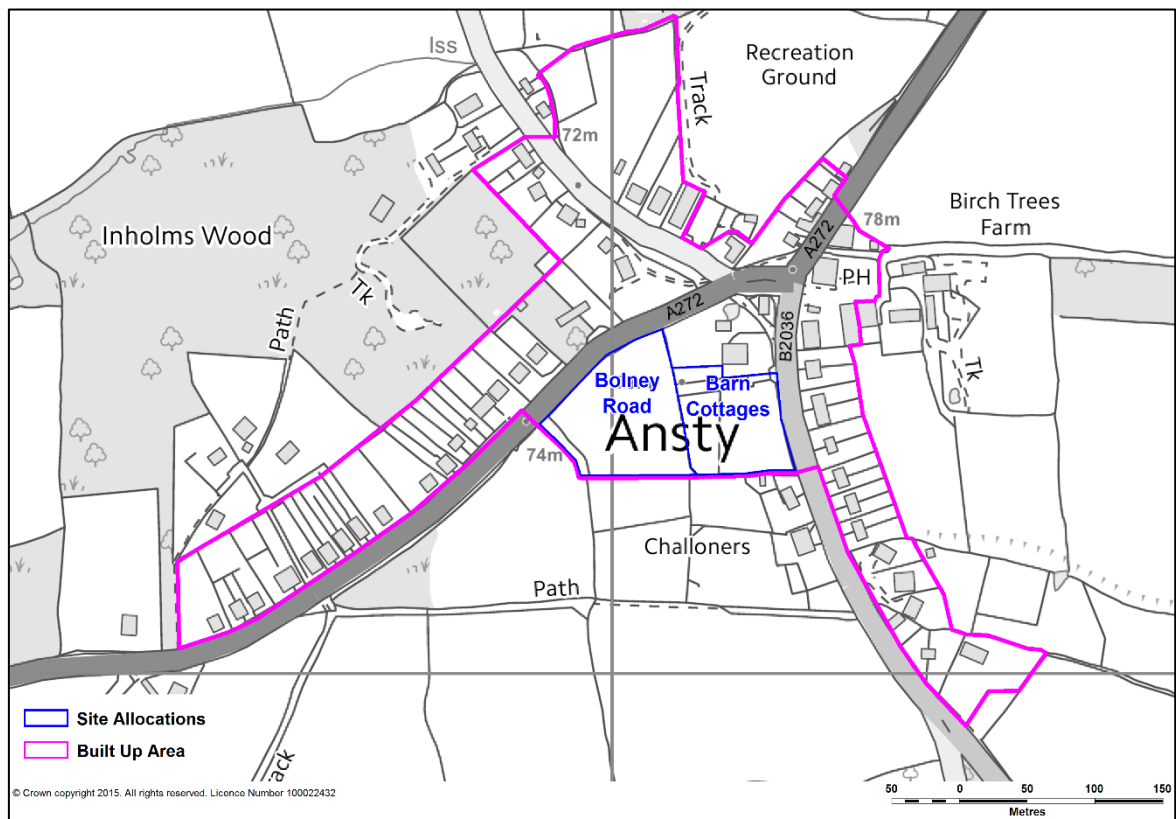 Iss
Recreation
Ground
Track
72m
A272
78m
Birch Trees
Farm
Inholms Wood
Tk
Path
PH
A272
B2036
Tk
Bolney
Road
Barn
Cottages
Ansty
74m
Challoners
Path
Site Allocations
Built Up Area
rack
© Crown copyright 2015. All rights reserved. Licence Number 100022432
50 0 50 100 150
Metres